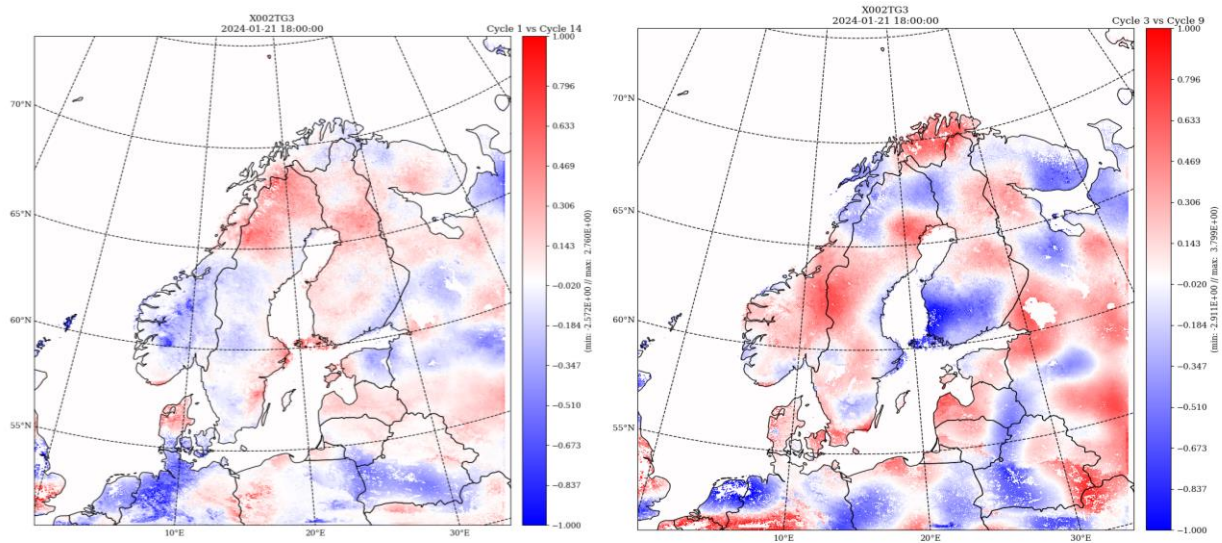 X002TG3
2024-01-21 18:00:00
Cycle 1 vs Cycle 14
70°N
65°N
60°N
55°N
10°E
20°E
30°E
1.000
0.796
0.633
0.469
0.306
0.143
-0.020
-0.184
-0.347
-0.510
-0.673
-0.837
-1.000
(min: -2.572E+00 // max: 2.760E+00)
X002TG3
2024-01-21 18:00:00
Cycle 3 vs Cycle 9
70°N
65°N
60°N
55°N
10°E
20°E
30°E
1.000
0.796
0.633
0.469
0.306
0.143
-0.020
-0.184
-0.347
-0.510
-0.673
-0.837
-1.000
(min: -2.911E+00 // max: 3.799E+00)